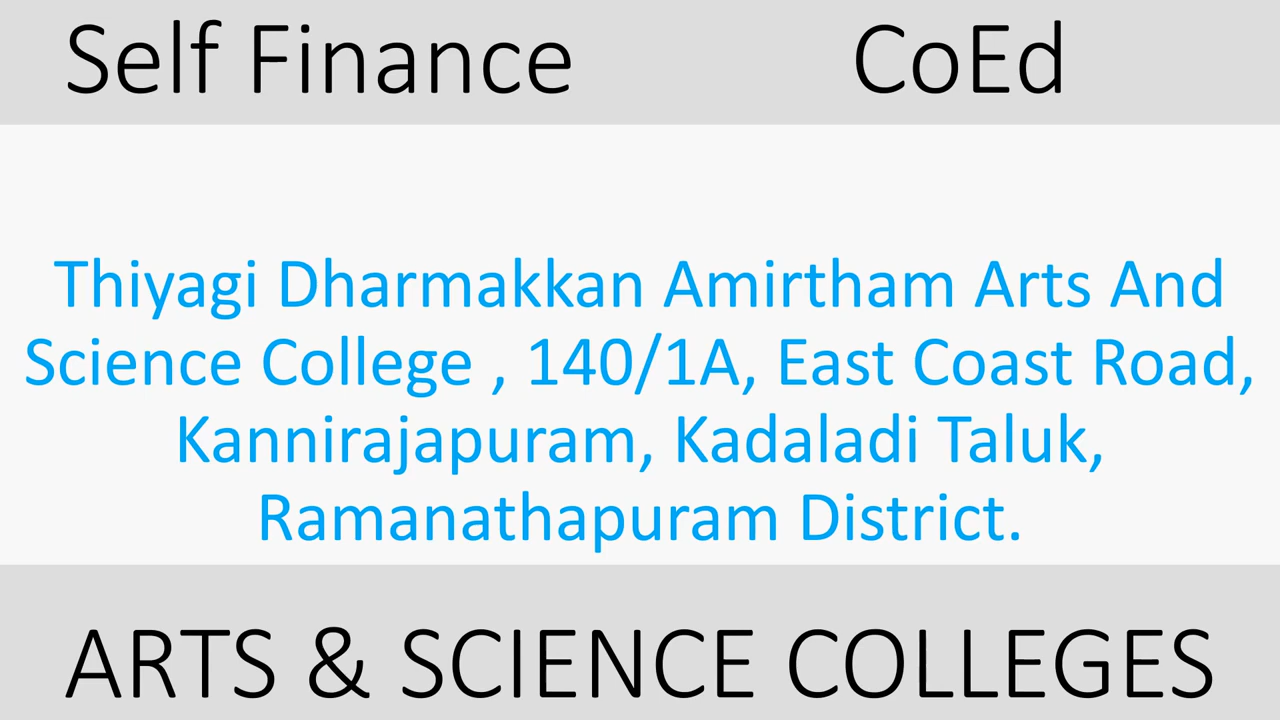 Self Finance CoEd
Thiyagi Dharmakkan Amirtham Arts And
Science College , 140/1A, East Coast Road,
Kannirajapuram, Kadaladi Taluk,
Ramanathapuram District.
ARTS & SCIENCE COLLEGES